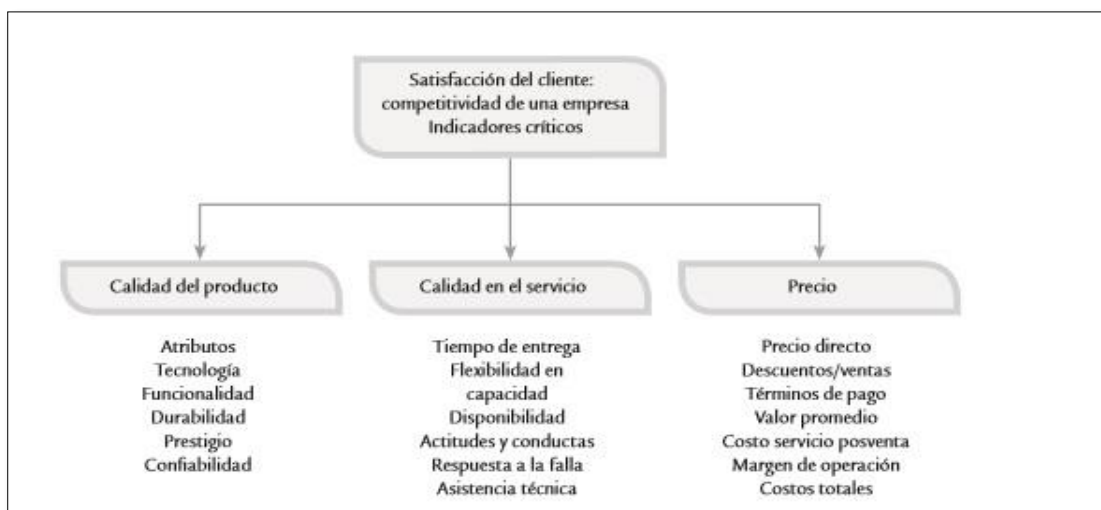 Satisfacción del cliente:
competitividad de una empresa
Indicadores críticos
Calidad del producto
Atributos
Tecnología
Funcionalidad
Durabilidad
Prestigio
Confiabilidad
Calidad en el servicio
Tiempo de entrega
Flexibilidad en
capacidad
Disponibilidad
Actitudes y conductas
Respuesta a la falla
Asistencia técnica
Precio
Precio directo
Descuentos/ventas
Términos de pago
Valor promedio
Costo servicio posventa
Margen de operación
Costos totales